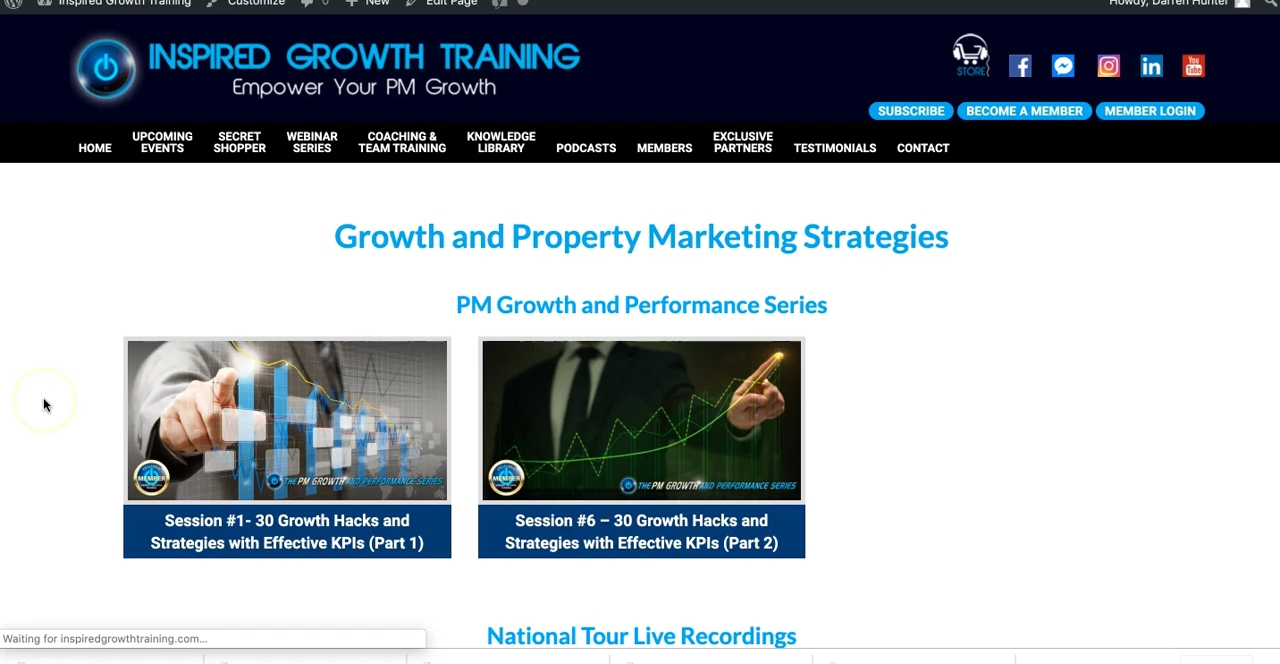 Inspired Growth Training Customize 0 New Edit Page Howdy, Darren Hunter
INSPIRED GROWTH TRAINING
Empower Your PM Growth
STORE
You
Tube
SUBSCRIBE BECOME A MEMBER MEMBER LOGIN
HOME UPCOMING EVENTS SECRET SHOPPER WEBINAR SERIES COACHING & TEAM TRAINING KNOWLEDGE LIBRARY PODCASTS MEMBERS EXCLUSIVE PARTNERS TESTIMONIALS CONTACT
Growth and Property Marketing Strategies
PM Growth and Performance Series
MEMBER
THE PM GROWTH AND PERFORMANCE SERIES
Session #1- 30 Growth Hacks and
Strategies with Effective KPIs (Part 1)
MEMBER
THE PM GROWTH AND PERFORMANCE SERIES
Session #6 – 30 Growth Hacks and
Strategies with Effective KPIs (Part 2)
National Tour Live Recordings
Waiting for inspiredgrowthtraining.com...